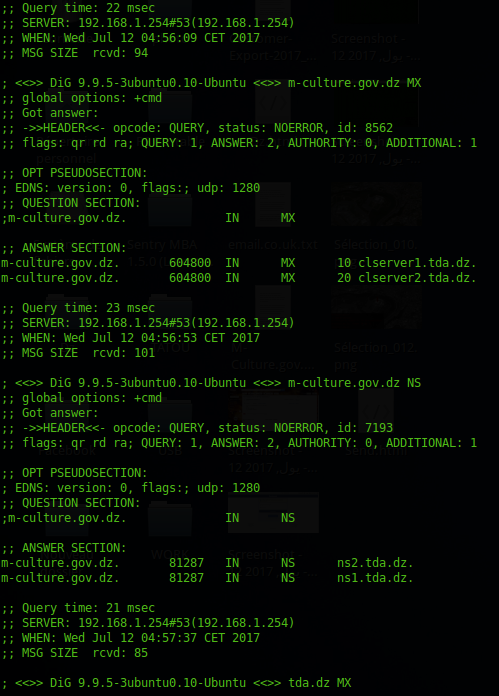 ;; Query time: 22 msec
;; SERVER: 192.168.1.254#53(192.168.1.254)
;; WHEN: Wed Jul 12 04:56:09 CET 2017
;; MSG SIZE  rcvd: 94

; <<>> DiG 9.9.5-3ubuntu0.10-Ubuntu <<>> m-culture.gov.dz MX
;; global options: +cmd
;; Got answer:
;; ->>HEADER<<- opcode: QUERY, status: NOERROR, id: 8562
;; flags: qr rd ra; QUERY: 1, ANSWER: 2, AUTHORITY: 0, ADDITIONAL: 1

;; OPT PSEUDOSECTION:
; EDNS: version: 0, flags:; udp: 1280
;; QUESTION SECTION:
;m-culture.gov.dz.		IN	MX

;; ANSWER SECTION:
m-culture.gov.dz.	604800	IN	MX	10 clserver1.tda.dz.
m-culture.gov.dz.	604800	IN	MX	20 clserver2.tda.dz.

;; Query time: 23 msec
;; SERVER: 192.168.1.254#53(192.168.1.254)
;; WHEN: Wed Jul 12 04:56:53 CET 2017
;; MSG SIZE  rcvd: 101

; <<>> DiG 9.9.5-3ubuntu0.10-Ubuntu <<>> m-culture.gov.dz NS
;; global options: +cmd
;; Got answer:
;; ->>HEADER<<- opcode: QUERY, status: NOERROR, id: 7193
;; flags: qr rd ra; QUERY: 1, ANSWER: 2, AUTHORITY: 0, ADDITIONAL: 1

;; OPT PSEUDOSECTION:
; EDNS: version: 0, flags:; udp: 1280
;; QUESTION SECTION:
;m-culture.gov.dz.		IN	NS

;; ANSWER SECTION:
m-culture.gov.dz.	81287	IN	NS	ns2.tda.dz.
m-culture.gov.dz.	81287	IN	NS	ns1.tda.dz.

;; Query time: 21 msec
;; SERVER: 192.168.1.254#53(192.168.1.254)
;; WHEN: Wed Jul 12 04:57:37 CET 2017
;; MSG SIZE  rcvd: 85

; <<>> DiG 9.9.5-3ubuntu0.10-Ubuntu <<>> tda.dz MX